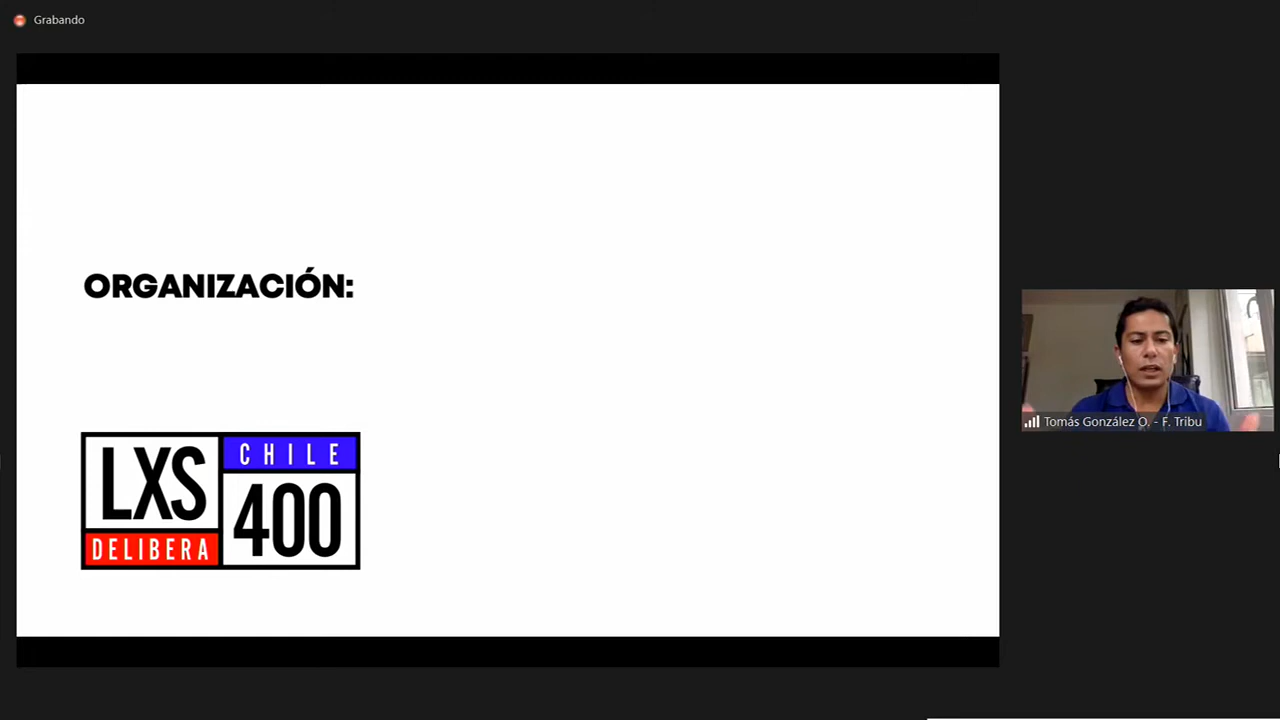 Grabando
ORGANIZACIÓN:
LXS
CHILE
400
DELIBERA
Tomás González O. - F. Tribu